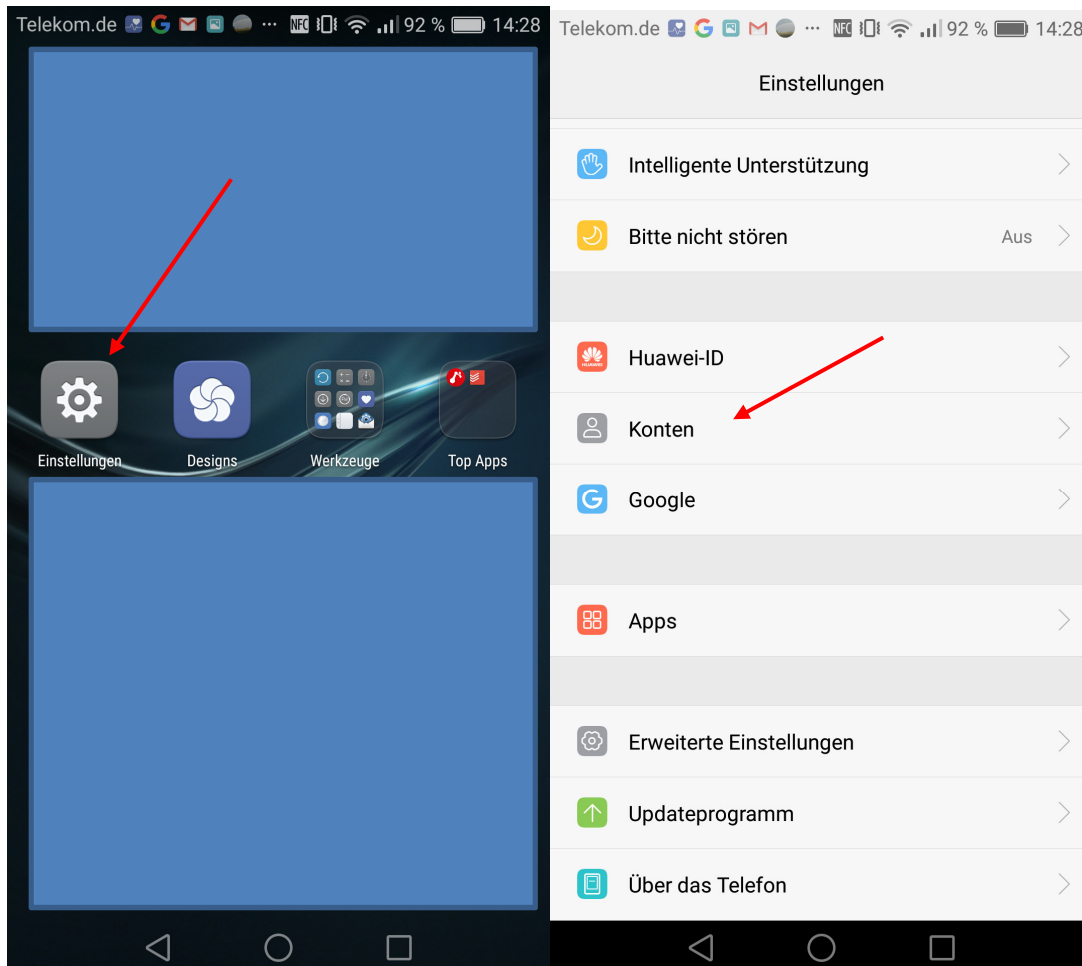 Telekom.de NFC 92 % 14:28
Einstellungen
Designs
Werkzeuge
Top Apps
Telekom.de NFC 92 % 14:28
Einstellungen
Intelligente Unterstützung
Bitte nicht stören Aus
HUAWEI Huawei-ID
Konten
Google
Apps
Erweiterte Einstellungen
Updateprogramm
Über das Telefon